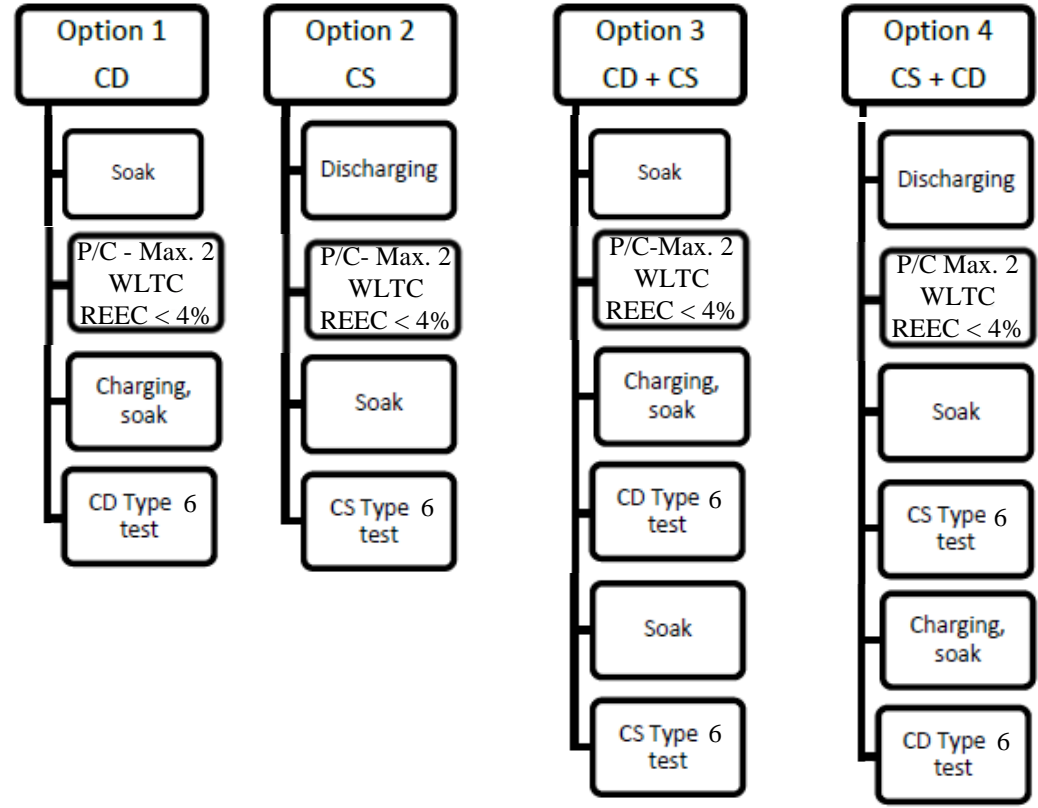 Option 1
CD
Soak
P/C - Max. 2
WLTC
REEC < 4%
Charging,
soak
CD Type 6
test
Option 2
CS
Discharging
P/C- Max. 2
WLTC
REEC < 4%
Soak
CS Type 6
test
Option 3
CD + CS
Soak
P/C-Max. 2
WLTC
REEC < 4%
Charging,
soak
CD Type 6
test
Soak
CS Type 6
test
Option 4
CS + CD
Discharging
P/C Max. 2
WLTC
REEC < 4%
Soak
CS Type 6
test
Charging,
soak
CD Type 6
test